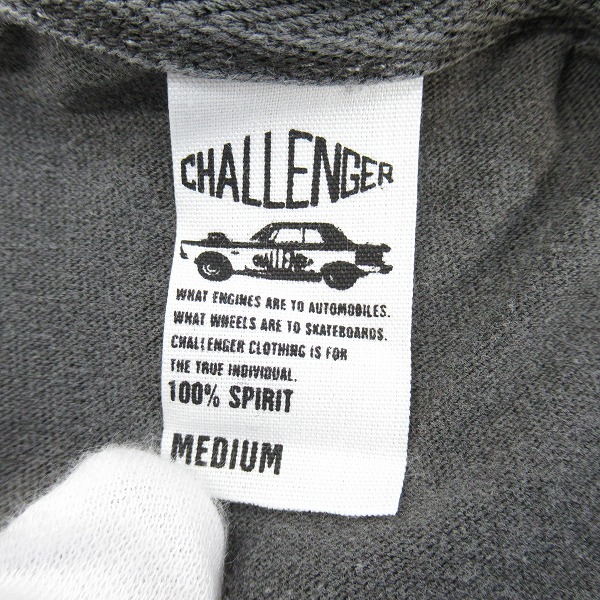 CHALLENGER
WHAT ENGINES ARE TO AUTOMOBILES.
WHAT WHEELS ARE TO SKATEBOARDS.
CHALLENGER CLOTHING IS FOR
THE TRUE INDIVIDUAL.
100% SPIRIT
MEDIUM